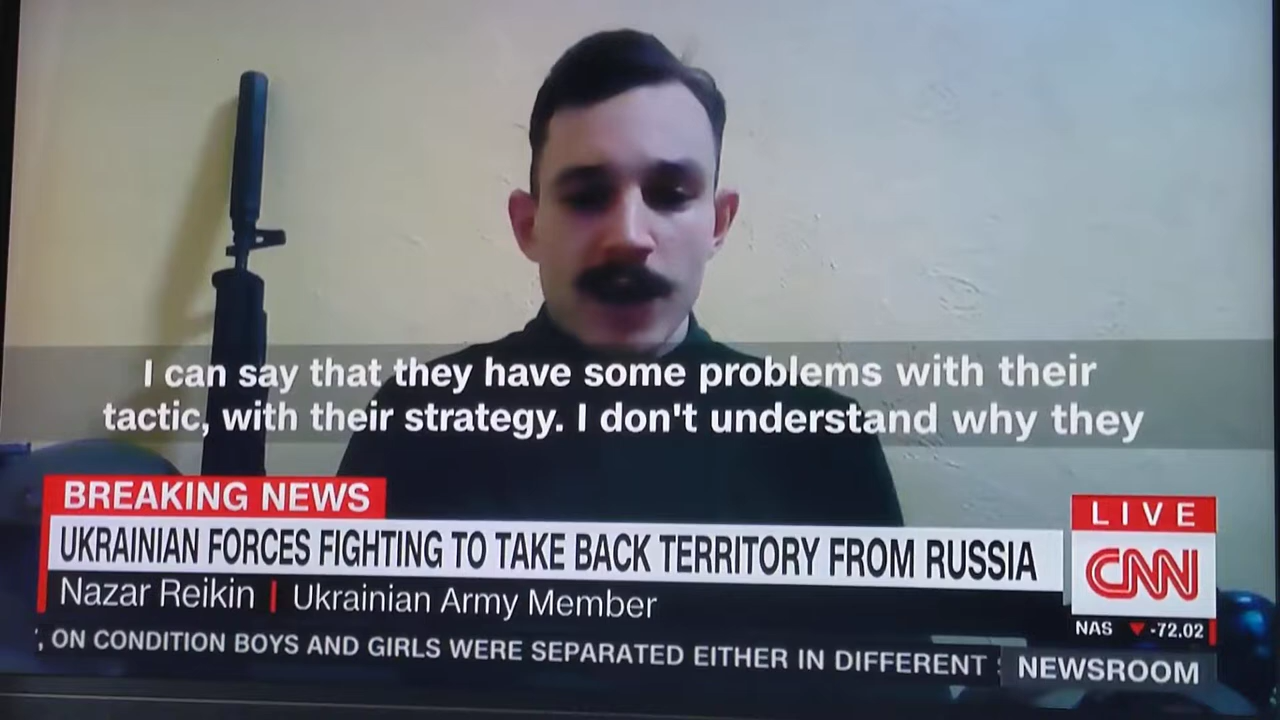 I can say that they have some problems with their
tactic, with their strategy. I don't understand why they
BREAKING NEWS
UKRAINIAN FORCES FIGHTING TO TAKE BACK TERRITORY FROM RUSSIA
Nazar Reikin | Ukrainian Army Member
, ON CONDITION BOYS AND GIRLS WERE SEPARATED EITHER IN DIFFERENT
LIVE
CNN
NAS ▼ -72.02
NEWSROOM